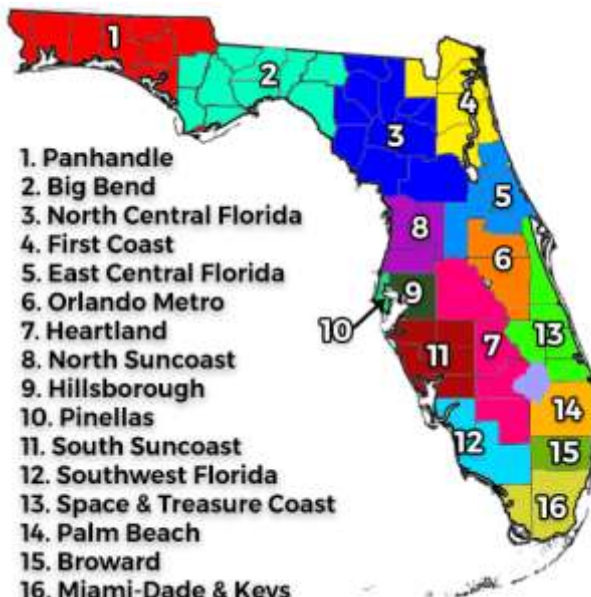 1
2
3
4
5
6
7
8
9
10
11
12
13
14
15
16
1. Panhandle
2. Big Bend
3. North Central Florida
4. First Coast
5. East Central Florida
6. Orlando Metro
7. Heartland
8. North Suncoast
9. Hillsborough
10. Pinellas
11. South Suncoast
12. Southwest Florida
13. Space & Treasure Coast
14. Palm Beach
15. Broward
16. Miami-Dade & Keys